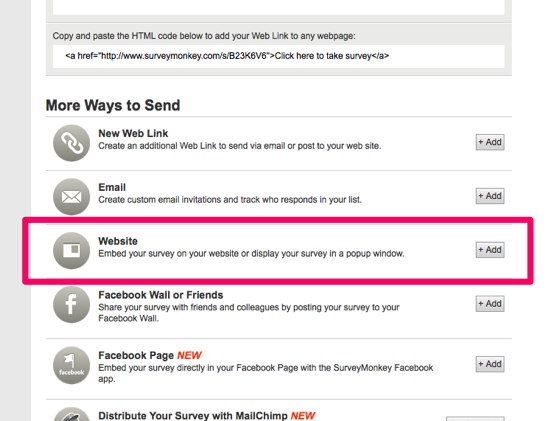 Copy and paste the HTML code below to add your Web Link to any webpage:
<a href="http://www.surveymonkey.com/s/B23K6V6">Click here to take survey</a>
More Ways to Send
New Web Link
Create an additional Web Link to send via email or post to your web site.
+ Add
Email
Create custom email invitations and track who responds in your list.
+ Add
Website
Embed your survey on your website or display your survey in a popup window.
+ Add
Facebook Wall or Friends
Share your survey with friends and colleagues by posting your survey to your
Facebook Wall.
+ Add
facebook
Facebook Page NEW
Embed your survey directly in your Facebook Page with the SurveyMonkey Facebook
app.
+ Add
Distribute Your Survey with MailChimp NEW